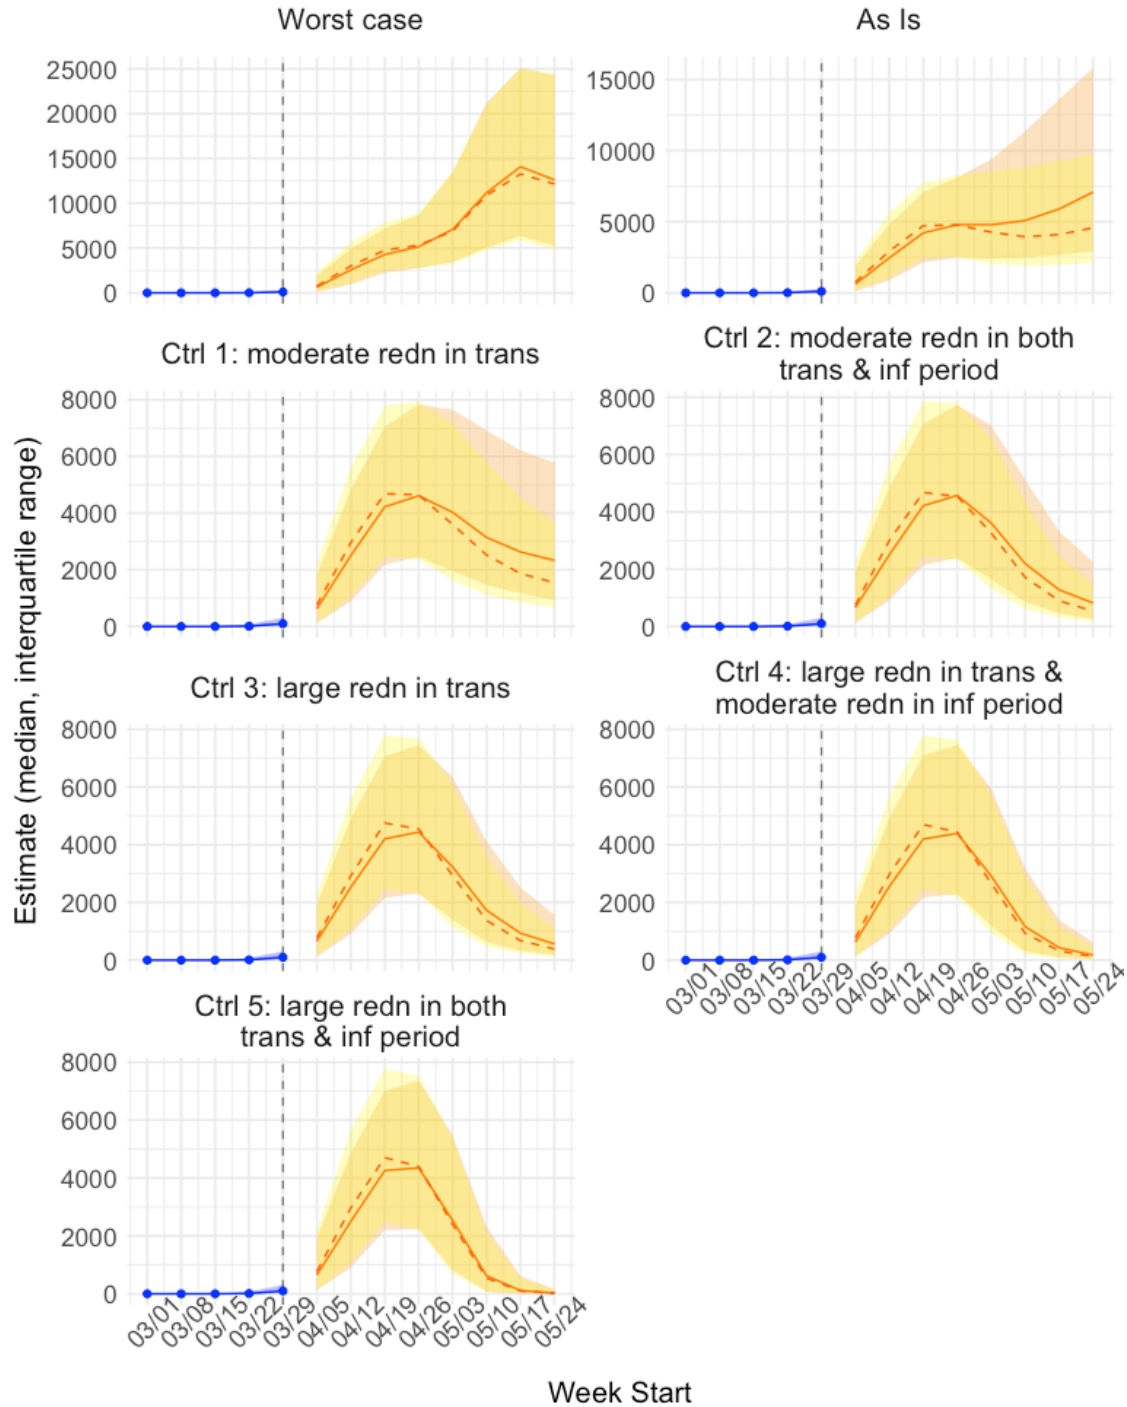 Worst case
As Is
25000
20000
15000
10000
5000
0
15000
10000
5000
0
Ctrl 1: moderate redn in trans
Ctrl 2: moderate redn in both
trans & inf period
8000
6000
4000
2000
0
8000
6000
4000
2000
0
Ctrl 3: large redn in trans
Ctrl 4: large redn in trans &
moderate redn in inf period
8000
6000
4000
2000
0
8000
6000
4000
2000
0
03/01 03/08 03/15 03/22 03/29 04/05 04/12 04/19 04/26 05/03 05/10 05/17 05/24
Ctrl 5: large redn in both
trans & inf period
8000
6000
4000
2000
0
03/01 03/08 03/15 03/22 03/29 04/05 04/12 04/19 04/26 05/03 05/10 05/17 05/24
Estimate (median, interquartile range)
Week Start